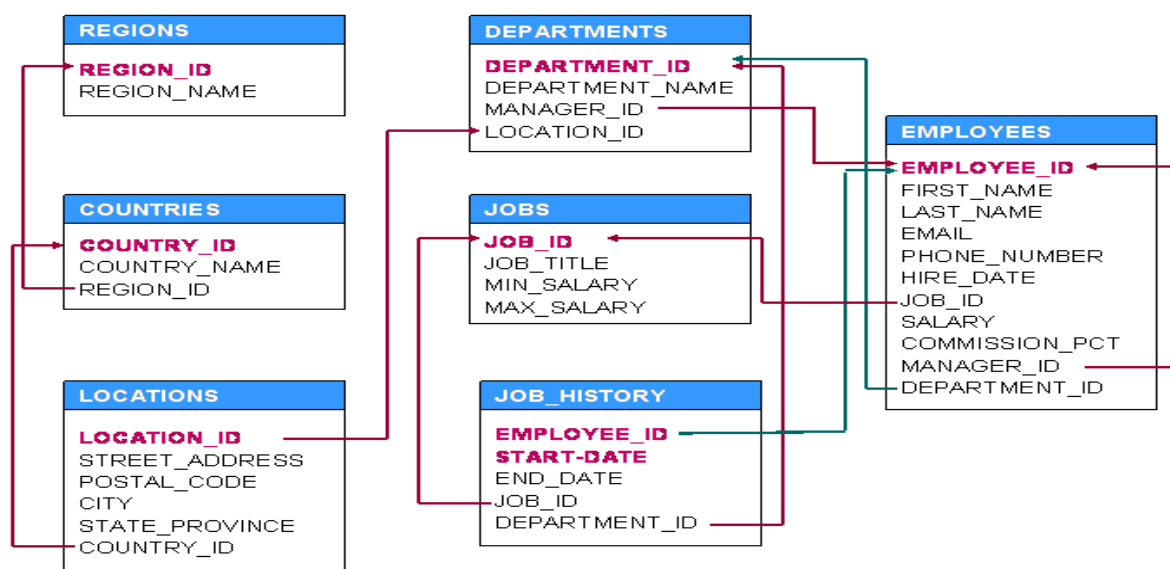 REGIONS
REGION_ID
REGION_NAME
DEPARTMENTS
DEPARTMENT_ID
DEPARTMENT_NAME
MANAGER_ID
LOCATION_ID
EMPLOYEES
EMPLOYEE_ID
FIRST_NAME
LAST_NAME
EMAIL
PHONE_NUMBER
HIRE_DATE
JOB_ID
SALARY
COMMISSION_PCT
MANAGER_ID
DEPARTMENT_ID
COUNTRIES
COUNTRY_ID
COUNTRY_NAME
REGION_ID
JOBS
JOB_ID
JOB_TITLE
MIN_SALARY
MAX_SALARY
LOCATIONS
LOCATION_ID
STREET_ADDRESS
POSTAL_CODE
CITY
STATE_PROVINCE
COUNTRY_ID
JOB_HISTORY
EMPLOYEE_ID
START-DATE
END_DATE
JOB_ID
DEPARTMENT_ID